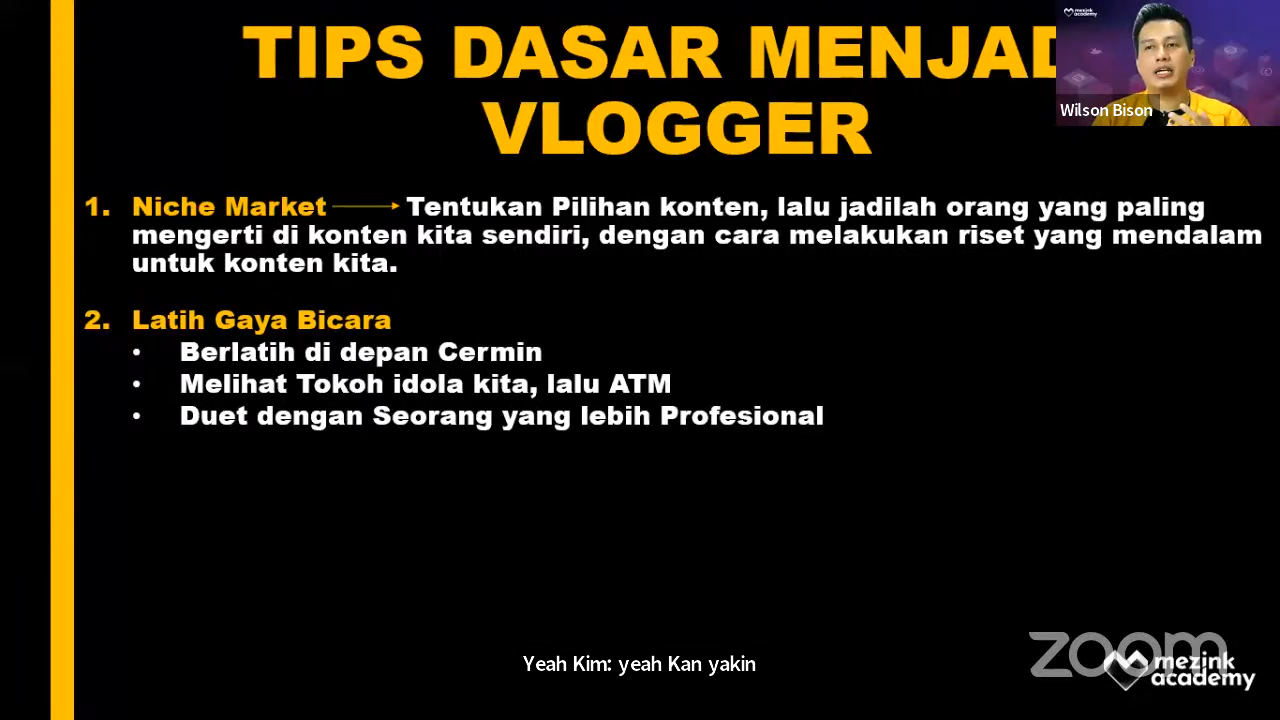 TIPS DASAR MENJAD
VLOGGER
mezink
academy
Wilson Bison
1. Niche Market → Tentukan Pilihan konten, lalu jadilah orang yang paling
mengerti di konten kita sendiri, dengan cara melakukan riset yang mendalam
untuk konten kita.
2. Latih Gaya Bicara
• Berlatih di depan Cermin
• Melihat Tokoh idola kita, lalu ATM
• Duet dengan Seorang yang lebih Profesional
Yeah Kim: yeah Kan yakin
zoom
mezink
academy